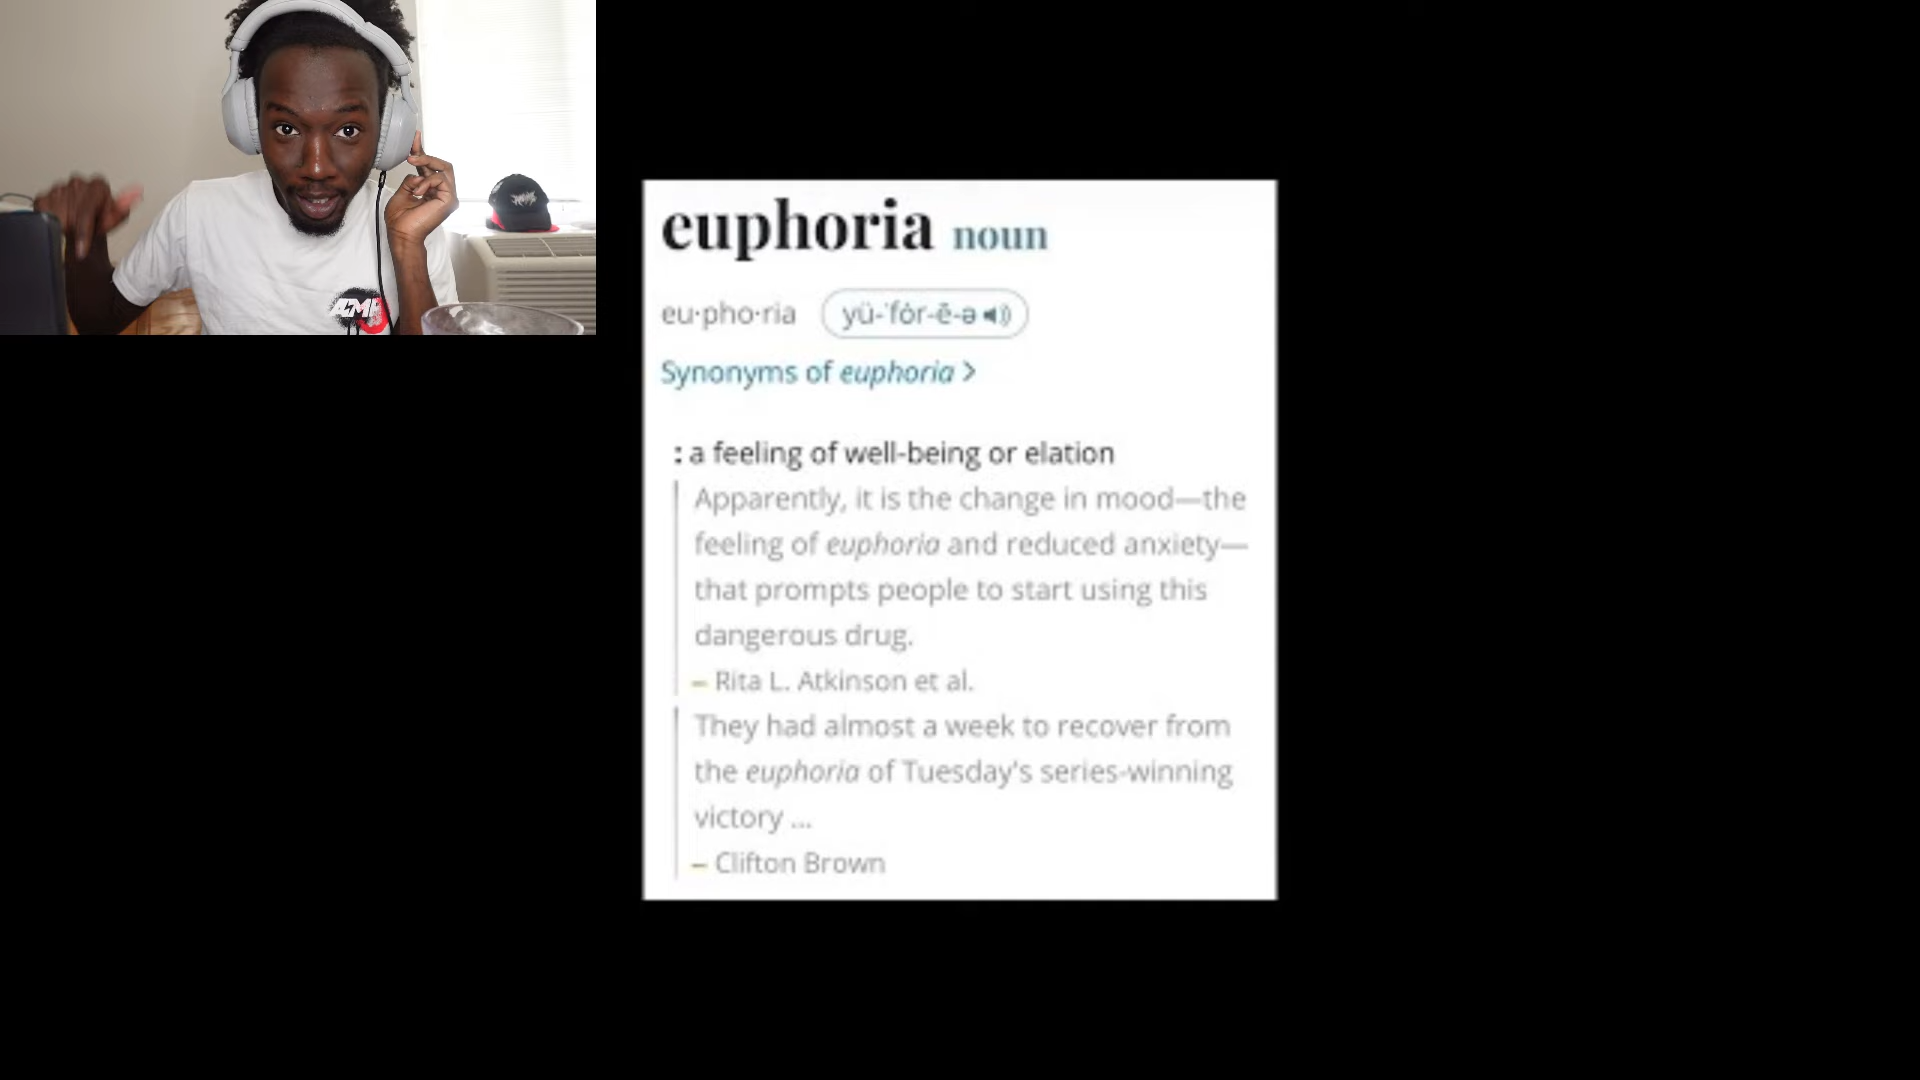 euphoria noun
eu·pho·ria yü-ˈfȯr-ē-ə
Synonyms of euphoria >
: a feeling of well-being or elation
Apparently, it is the change in mood—the
feeling of euphoria and reduced anxiety—
that prompts people to start using this
dangerous drug.
– Rita L. Atkinson et al.
They had almost a week to recover from
the euphoria of Tuesday's series-winning
victory ...
– Clifton Brown
AMP